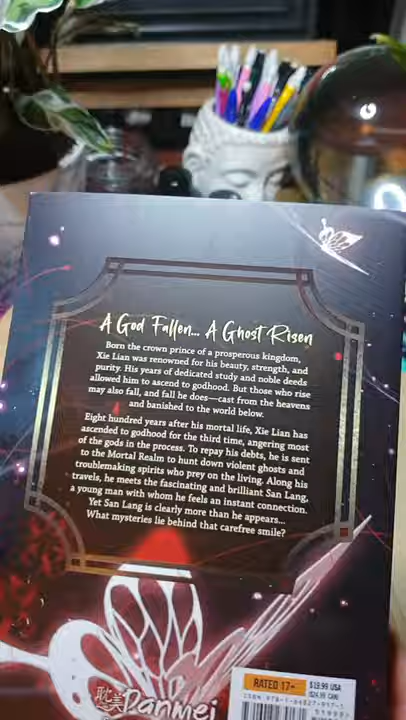 A God Fallen... A Ghost Risen
Born the crown prince of a prosperous kingdom,
Xie Lian was renowned for his beauty, strength, and
purity. His years of dedicated study and noble deeds
allowed him to ascend to godhood. But those who rise
may also fall, and fall he does—cast from the heavens
and banished to the world below.
Eight hundred years after his mortal life, Xie Lian has
ascended to godhood for the third time, angering most
of the gods in the process. To repay his debts, he is sent
to the Mortal Realm to hunt down violent ghosts and
troublemaking spirits who prey on the living. Along his
travels, he meets the fascinating and brilliant San Lang,
a young man with whom he feels an instant connection.
Yet San Lang is clearly more than he appears...
What mysteries lie behind that carefree smile?
耽美
Danmei
RATED 17+
$19.99 USA
($24.99 CAN)